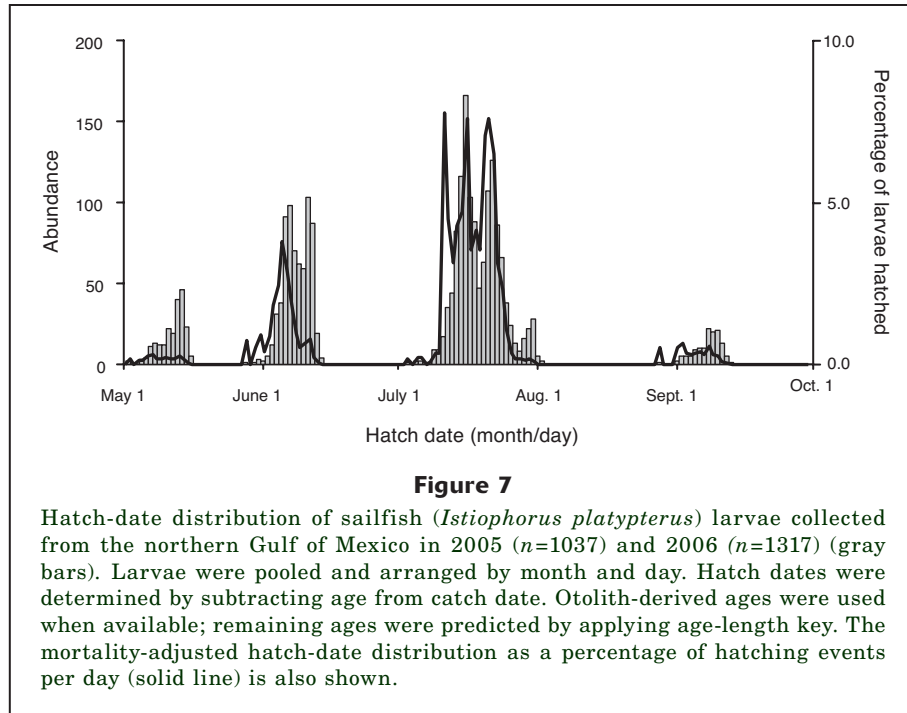 200
150
100
50
0
Abundance
10.0
5.0
0.0
Percentage of larvae hatched
May 1
June 1
July 1
Aug. 1
Sept. 1
Oct. 1
Hatch date (month/day)
Figure 7
Hatch-date distribution of sailfish (Istiophorus platypterus) larvae collected
from the northern Gulf of Mexico in 2005 (n=1037) and 2006 (n=1317) (gray
bars). Larvae were pooled and arranged by month and day. Hatch dates were
determined by subtracting age from catch date. Otolith-derived ages were used
when available; remaining ages were predicted by applying age-length key. The
mortality-adjusted hatch-date distribution as a percentage of hatching events
per day (solid line) is also shown.